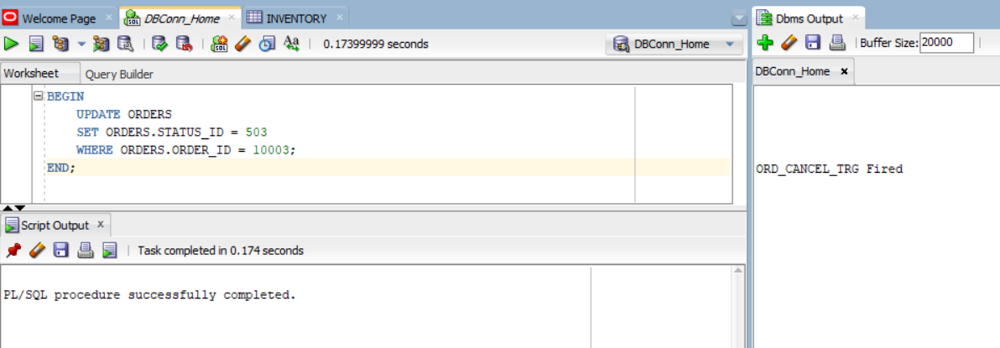 Welcome Page
DBConn_Home
INVENTORY
Dbms Output
0.17399999 seconds
DBConn_Home
Buffer Size: 20000
Worksheet
Query Builder
DBConn_Home
BEGIN
UPDATE ORDERS
SET ORDERS.STATUS_ID = 503
WHERE ORDERS.ORDER_ID = 10003;
END;
ORD_CANCEL_TRG Fired
Script Output
Task completed in 0.174 seconds
PL/SQL procedure successfully completed.